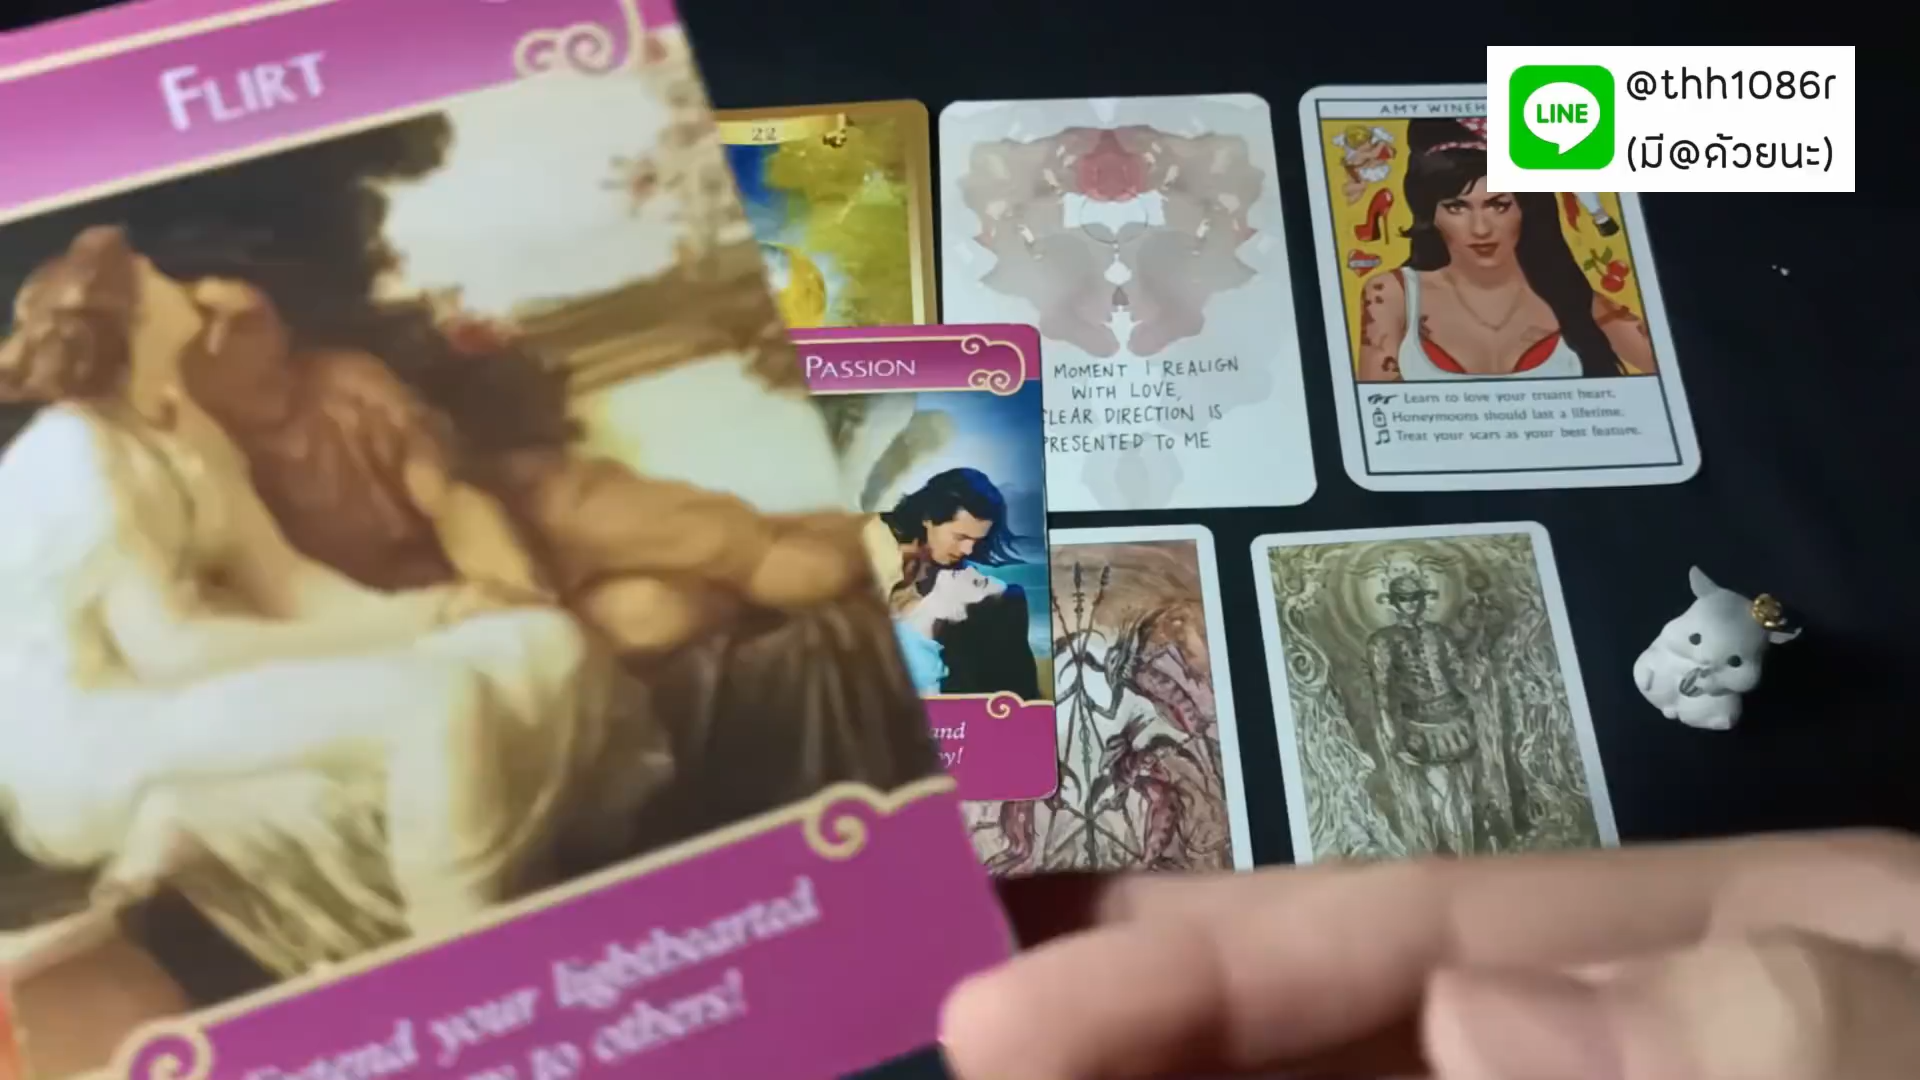 FLIRT
22
AMY WINEH
LINE
@thh1086r
(มี@ด้วยนะ)
PASSION
MOMENT I REALIGN
WITH LOVE,
CLEAR DIRECTION IS
PRESENTED TO ME
Learn to love your truant heart.
Honeymoons should last a lifetime.
Treat your scars as your best feature.
and
Extend your lighthearted
to others!